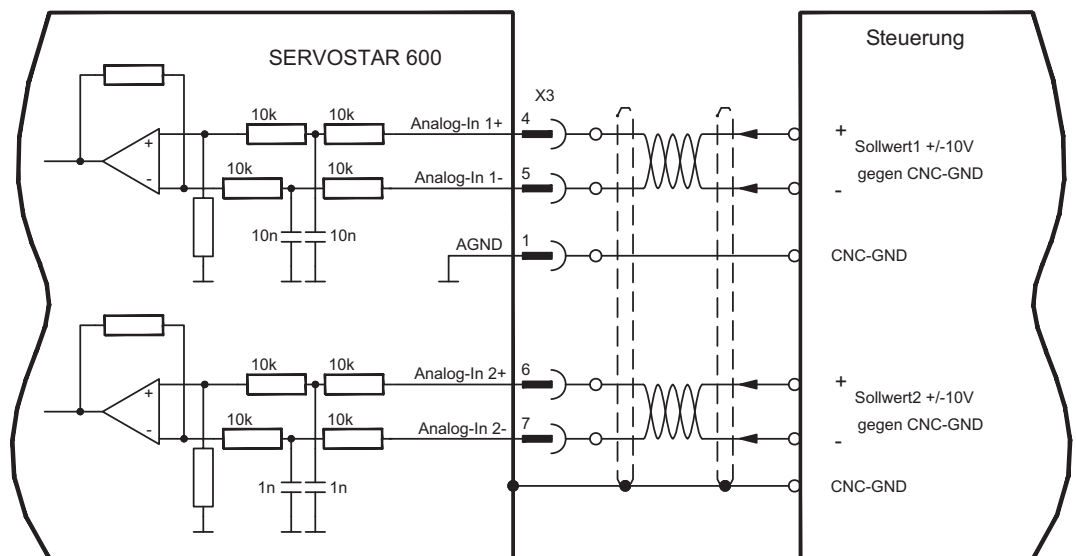 SERVOSTAR 600
Steuerung
X3
10k
10k
Analog-In 1+
4
+
-
10k
10k
Analog-In 1-
5
+
Sollwert1 +/-10V
gegen CNC-GND
-
10n
10n
AGND
1
CNC-GND
10k
10k
Analog-In 2+
6
+
-
10k
10k
Analog-In 2-
7
+
Sollwert2 +/-10V
gegen CNC-GND
-
1n
1n
CNC-GND